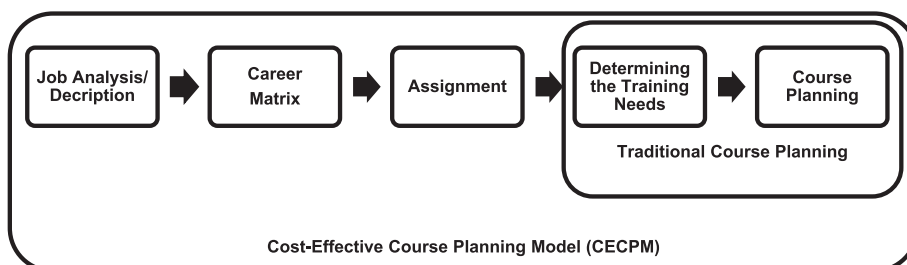 Job Analysis/
Decription
Career
Matrix
Assignment
Determining
the Training
Needs
Course
Planning
Traditional Course Planning
Cost-Effective Course Planning Model (CECPM)